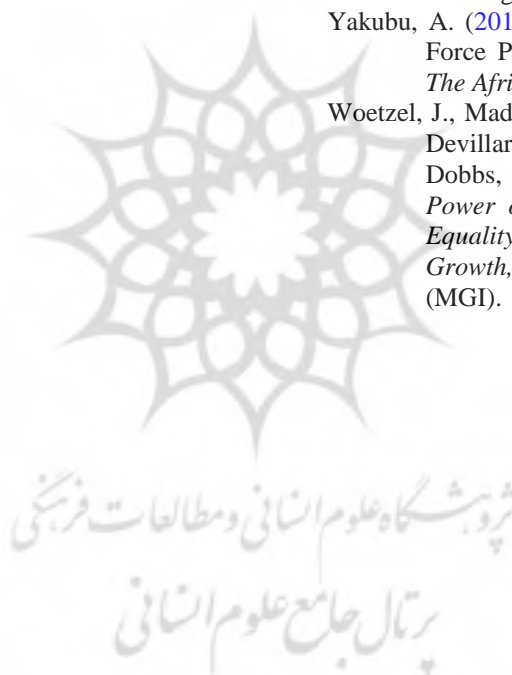 Yakubu, A. (201
Force P
The Afri
Woetzel, J., Mad
Devillar
Dobbs,
Power
Equality
Growth,
(MGI).
پژوهشگاه علوم انسانی و مطالعات فرهنگی
پرتال جامع علوم انسانی